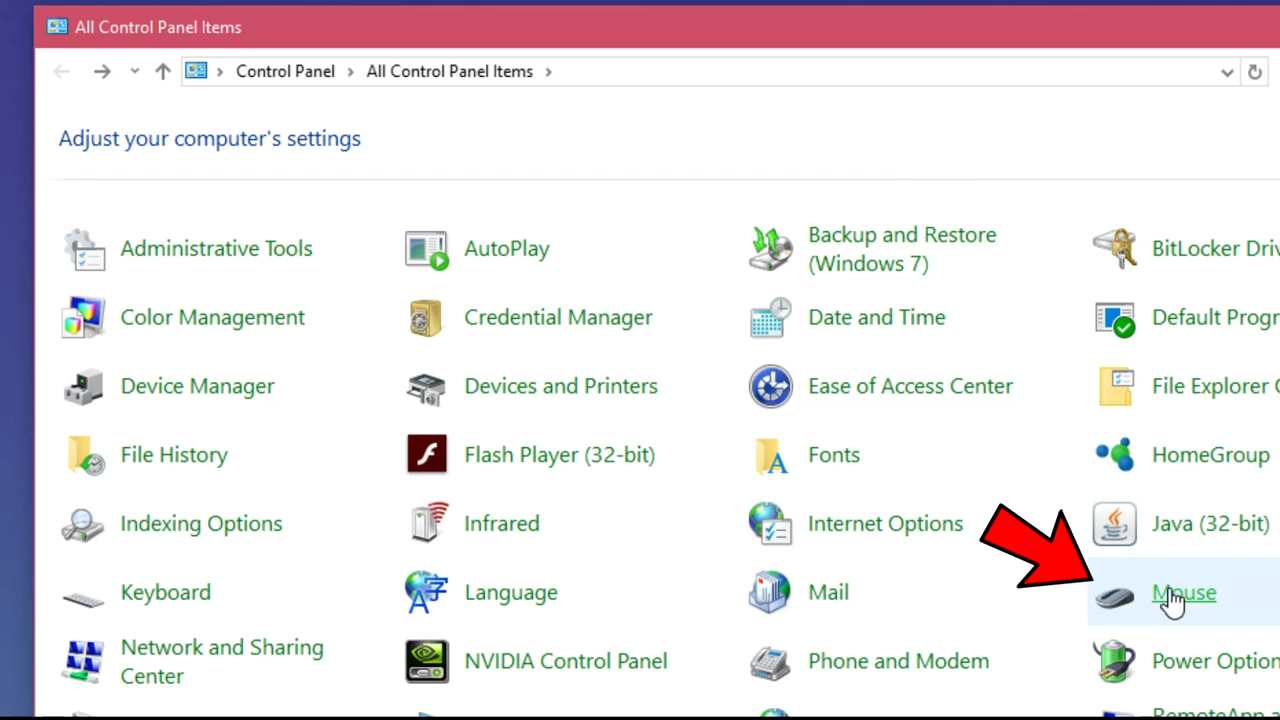 All Control Panel Items
Control Panel > All Control Panel Items >
Adjust your computer's settings
Administrative Tools
AutoPlay
Backup and Restore
(Windows 7)
BitLocker Driv
Color Management
Credential Manager
Date and Time
Default Progr
Device Manager
Devices and Printers
Ease of Access Center
File Explorer O
File History
Flash Player (32-bit)
Fonts
HomeGroup
Indexing Options
Infrared
Internet Options
Java (32-bit)
Keyboard
Language
Mail
Mouse
Network and Sharing
Center
NVIDIA Control Panel
Phone and Modem
Power Option
RemoteApp a